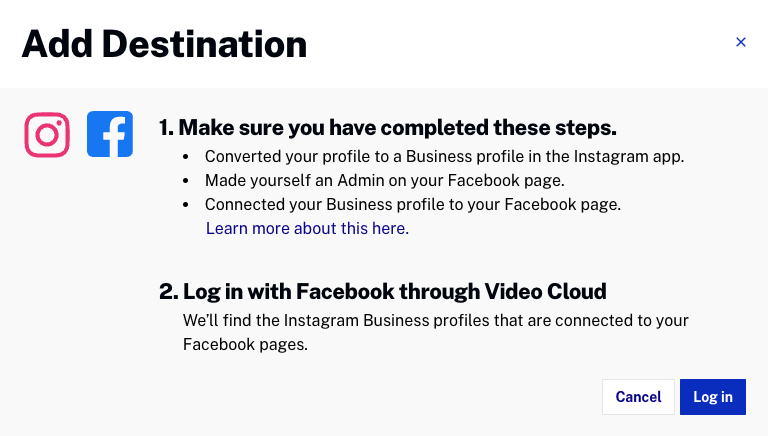 Add Destination
×
1. Make sure you have completed these steps.
• Converted your profile to a Business profile in the Instagram app.
• Made yourself an Admin on your Facebook page.
• Connected your Business profile to your Facebook page.
Learn more about this here.
2. Log in with Facebook through Video Cloud
We’ll find the Instagram Business profiles that are connected to your
Facebook pages.
Cancel
Log in